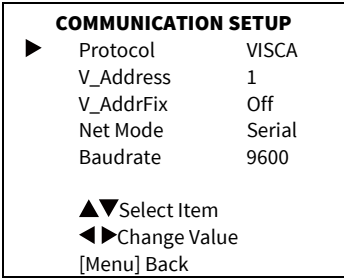 COMMUNICATION SETUP
▶ Protocol VISCA
V_Address 1
V_AddrFix Off
Net Mode Serial
Baudrate 9600
▲▼Select Item
◀ ▶Change Value
[Menu] Back